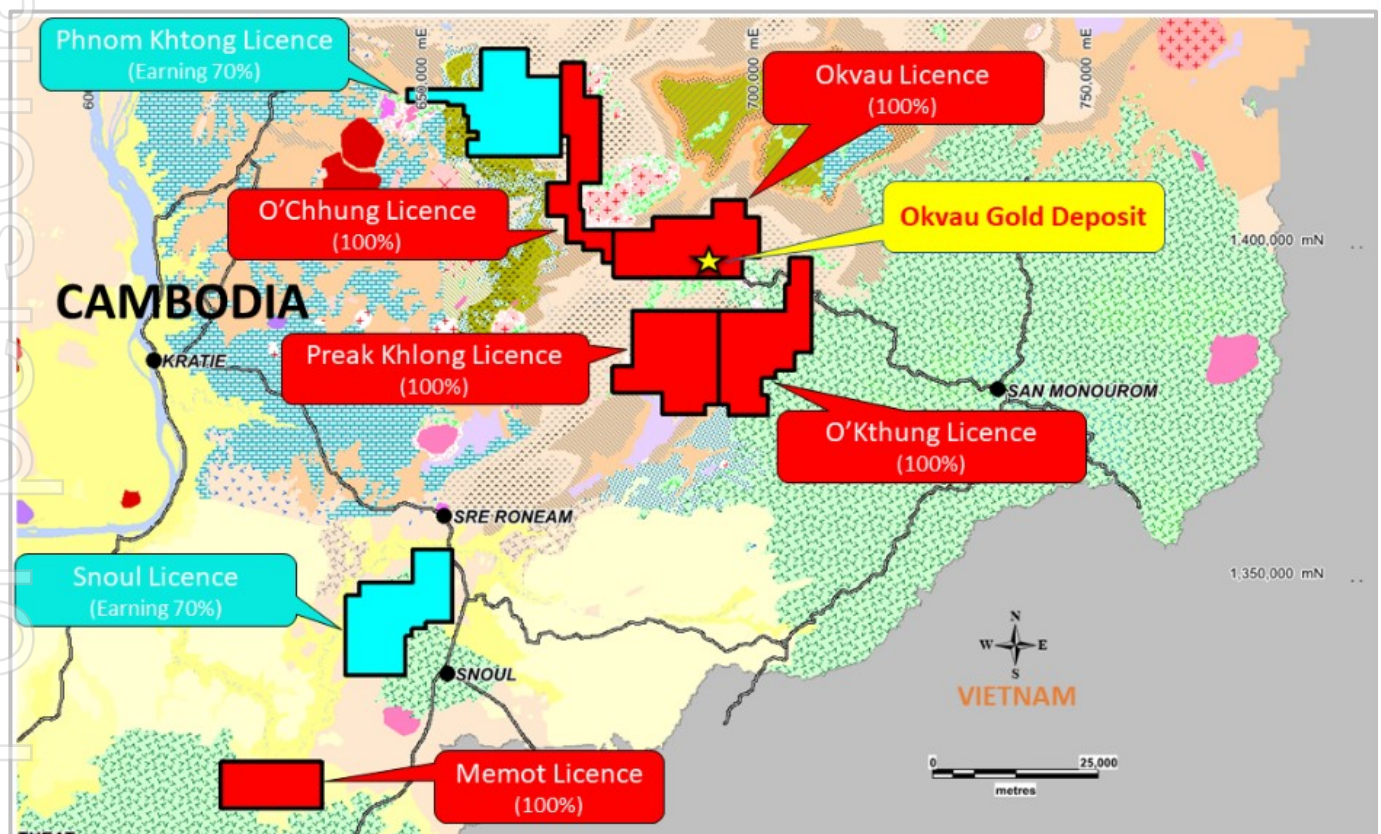 Phnom Khtong Licence
(Earning 70%)
650,000 mE
700,000 mE
750,000 mE
Okvau Licence
(100%)
O'Chhung Licence
(100%)
Okvau Gold Deposit
1,400,000 mN
CAMBODIA
KRATIE
Preak Khlong Licence
(100%)
SAN MONOUROM
O'Kthung Licence
(100%)
SRE RONEAM
Snoul Licence
(Earning 70%)
1,350,000 mN
N
W E
S
SNOUL
VIETNAM
0 25,000
metres
Memot Licence
(100%)